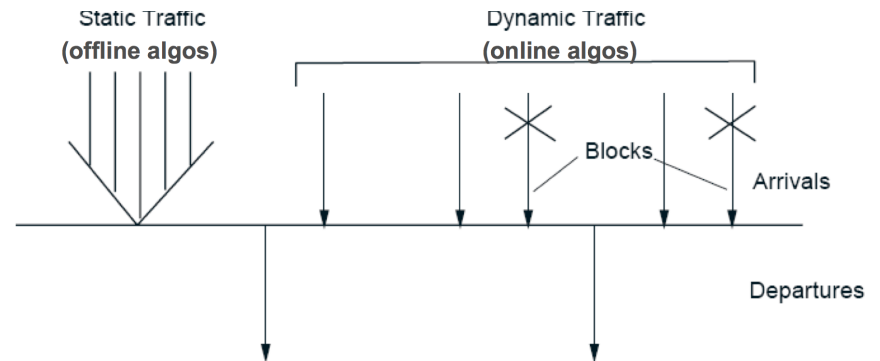 Static Traffic
(offline algos)
Dynamic Traffic
(online algos)
Blocks
Arrivals
Departures